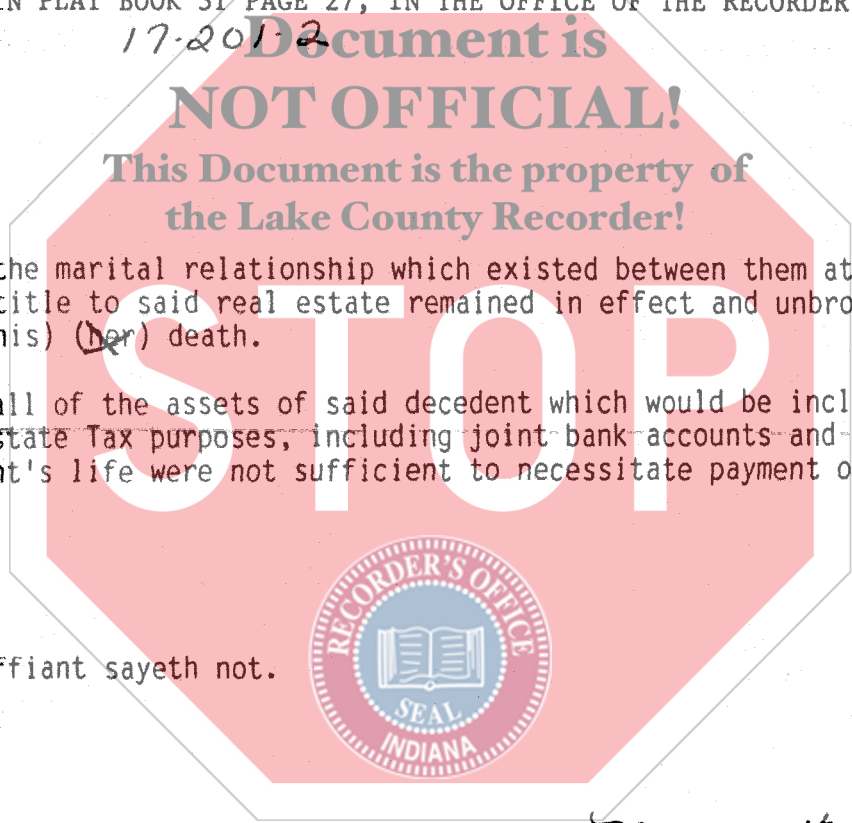 IN PLAT BOOK 31 PAGE 27, IN THE OFFICE OF THE RECORDER
17-201-2
Document is
NOT OFFICIAL!
This Document is the property of
the Lake County Recorder!
the marital relationship which existed between them at
title to said real estate remained in effect and unbro
his) (her) death.
all of the assets of said decedent which would be incl
state Tax purposes, including joint bank accounts and
nt's life were not sufficient to necessitate payment o
STOP
RECORDER'S OFFICE
SEAL
INDIANA
ffiant sayeth not.